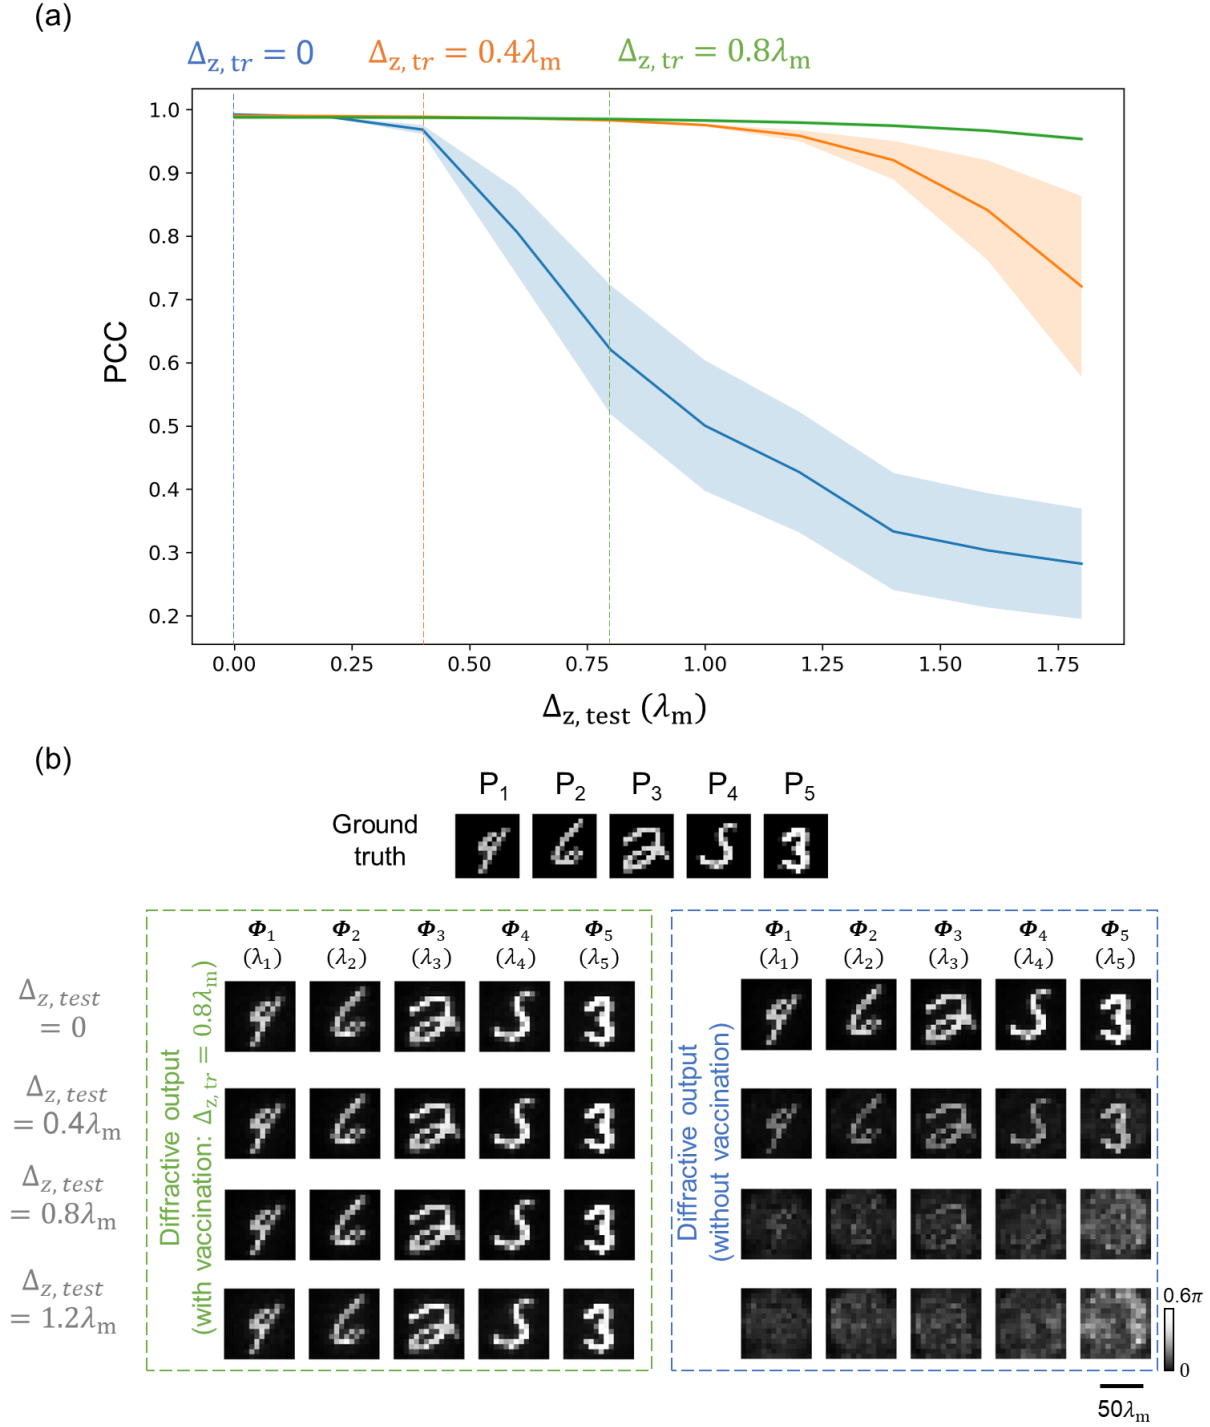 (a)
Δz, tr = 0 Δz, tr = 0.4λm Δz, tr = 0.8λm
1.0
0.9
0.8
0.7
0.6
0.5
0.4
0.3
0.2
PCC
0.00 0.25 0.50 0.75 1.00 1.25 1.50 1.75
Δz, test (λm)
(b)
P1 P2 P3 P4 P5
Ground
truth
Diffractive output
(with vaccination: Δz, tr = 0.8λm)
Φ1 Φ2 Φ3 Φ4 Φ5
(λ1) (λ2) (λ3) (λ4) (λ5)
Diffractive output
(without vaccination)
Φ1 Φ2 Φ3 Φ4 Φ5
(λ1) (λ2) (λ3) (λ4) (λ5)
Δz, test
= 0
Δz, test
= 0.4λm
Δz, test
= 0.8λm
Δz, test
= 1.2λm
0.6π
0
50λm